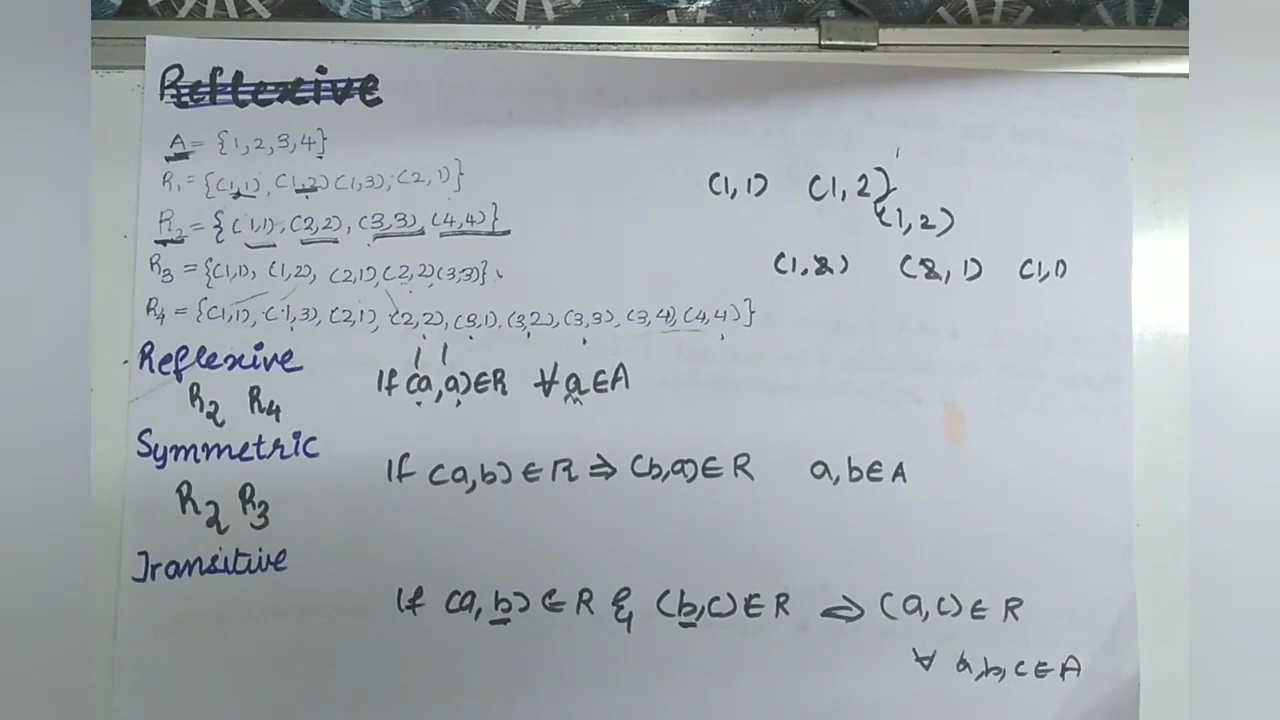 Reflexive
A = {1,2,3,4}
R1 = {(1,1), (1,2) (1,3), (2,1)}
R2 = {(1,1), (2,2), (3,3), (4,4)}
R3 = {(1,1), (1,2), (2,1) (2,2) (3,3)}
R4 = {(1,1), (1,3), (2,1), (2,2), (3,1), (3,2), (3,3), (3,4), (4,4)}
(1,1) (1,2)}
(1,2)
(1,2) (2,1) (1,1)
Reflexive
If (a,a) ∈ R ∀ a ∈ A
R2 R4
Symmetric
If (a,b) ∈ R ⇒ (b,a) ∈ R a,b ∈ A
R2 R3
Transitive
If (a,b) ∈ R & (b,c) ∈ R ⇒ (a,c) ∈ R
∀ a,b,c ∈ A